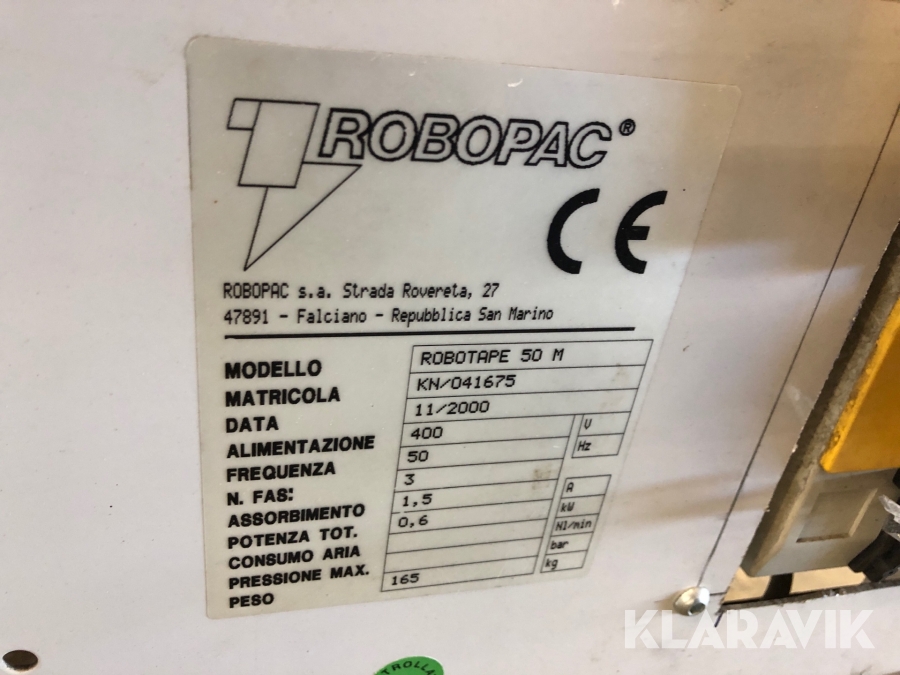 ROBOPAC®
CE
ROBOPAC s.a. Strada Rovereta, 27
47891 - Falciano - Repubblica San Marino
MODELLO ROBOTAPE 50 M
MATRICOLA KN/041675
DATA 11/2000
ALIMENTAZIONE 400 V
FREQUENZA 50 Hz
N. FAS: 3
ASSORBIMENTO 1,5 A
POTENZA TOT. 0,6 kW
CONSUMO ARIA Nl/min
PRESSIONE MAX. bar
PESO 165 kg
KLARAVIK